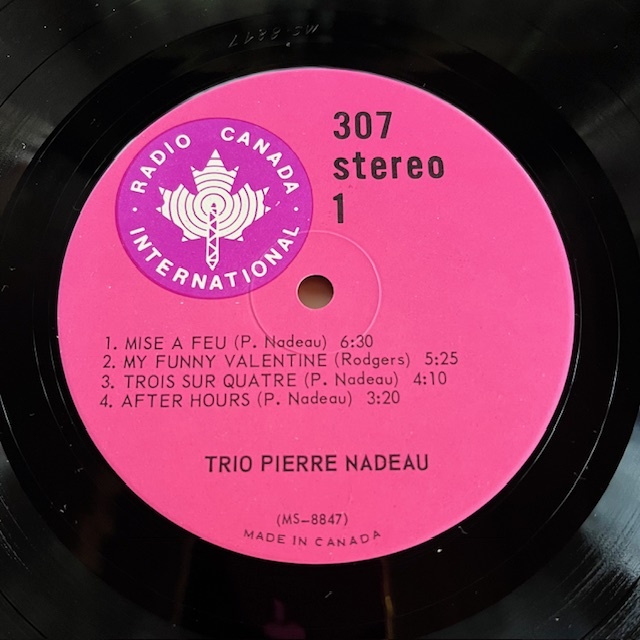 MS-8847
RADIO CANADA
INTERNATIONAL
307
stereo
1
1. MISE A FEU (P. Nadeau) 6:30
2. MY FUNNY VALENTINE (Rodgers) 5:25
3. TROIS SUR QUATRE (P. Nadeau) 4:10
4. AFTER HOURS (P. Nadeau) 3:20
TRIO PIERRE NADEAU
(MS-8847)
MADE IN CANADA